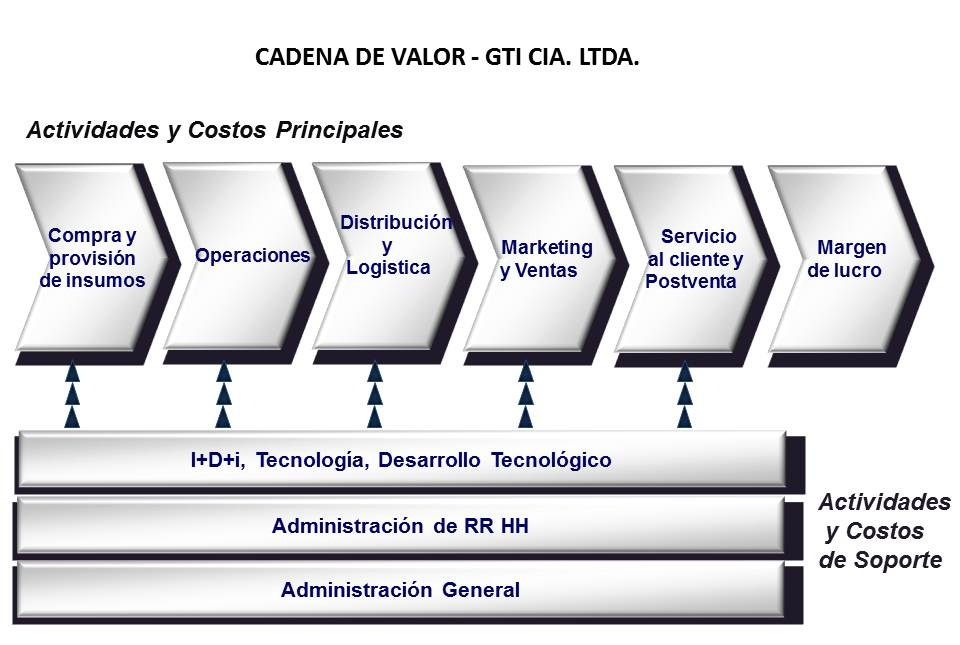 CADENA DE VALOR - GTI CIA. LTDA.
Actividades y Costos Principales
Compra y
provisión
de insumos
Operaciones
Distribución
y
Logistica
Marketing
y Ventas
Servicio
al cliente y
Postventa
Margen
de lucro
I+D+i, Tecnología, Desarrollo Tecnológico
Administración de RR HH
Administración General
Actividades
y Costos
de Soporte